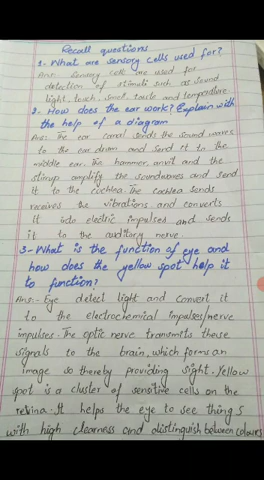 Recall questions
1- What are sensory cells used for?
Ans- Sensory cell are used for
detection of stimuli such as sound
light, touch, smell, taste and temperature
2- How does the ear work? Explain with
the help of a diagram
Ans- The ear canal sends the sound waves
to the ear drum and send it to the
middle ear. The hammer, anvil and the
stirrup amplify the soundwaves and send
it to the cochlea. The cochlea sends
receives the vibrations and converts
it into electric impulses and sends
it to the auditory nerve
3- What is the function of eye and
how does the yellow spot help it
to function?
Ans- Eye detect light and convert it
to the electrochemical impulses/nerve
impulses. The optic nerve transmits these
signals to the brain, which forms an
image so thereby providing sight. Yellow
spot is a cluster of sensitive cells on the
retina. It helps the eye to see things
with high clearness and distinguish between colours